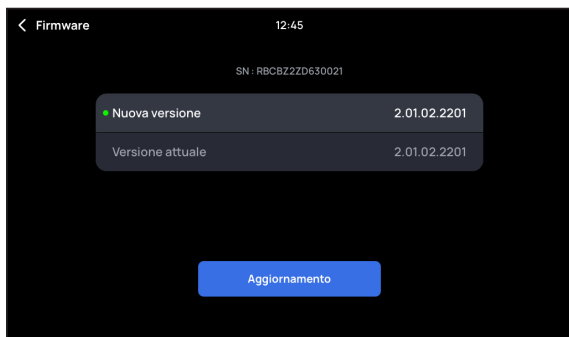 Firmware 12:45
SN : RBCBZ2ZD630021
Nuova versione 2.01.02.2201
Versione attuale 2.01.02.2201
Aggiornamento